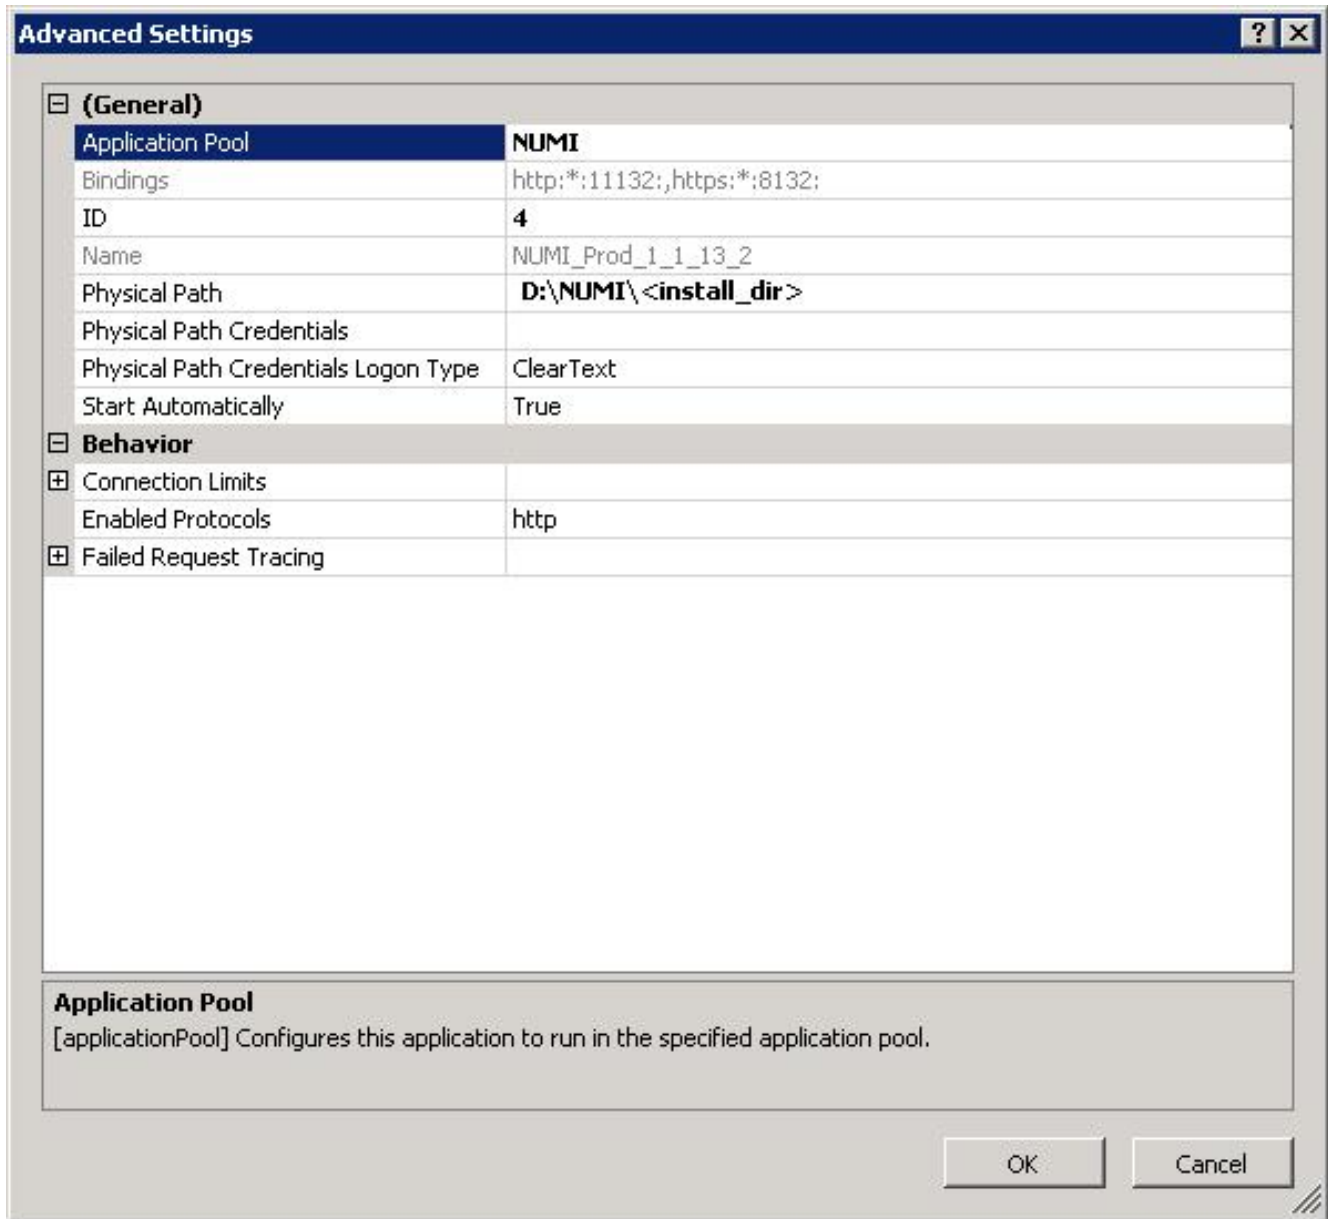 Advanced Settings
(General)
Application Pool NUMI
Bindings http:*:11132:,https:*:8132:
ID 4
Name NUMI_Prod_1_1_13_2
Physical Path D:\NUMI\<install_dir>
Physical Path Credentials
Physical Path Credentials Logon Type ClearText
Start Automatically True
Behavior
Connection Limits
Enabled Protocols http
Failed Request Tracing
Application Pool
[applicationPool] Configures this application to run in the specified application pool.
OK Cancel